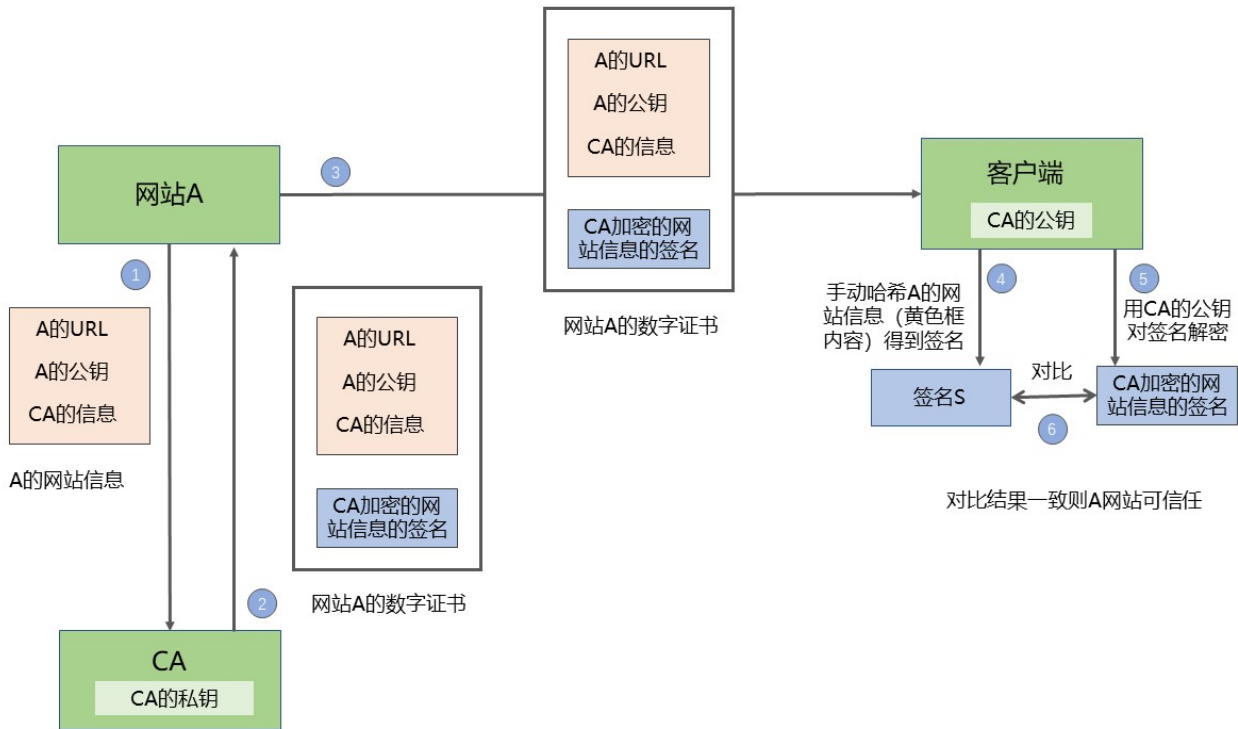 A的URL
A的公钥
CA的信息
CA加密的网
站信息的签名
网站A的数字证书
网站A
3
客户端
CA的公钥
1
A的URL
A的公钥
CA的信息
A的网站信息
A的URL
A的公钥
CA的信息
CA加密的网
站信息的签名
网站A的数字证书
2
CA
CA的私钥
4
手动哈希A的网
站信息（黄色框
内容）得到签名
5
用CA的公钥
对签名解密
签名S
对比
6
CA加密的网
站信息的签名
对比结果一致则A网站可信任